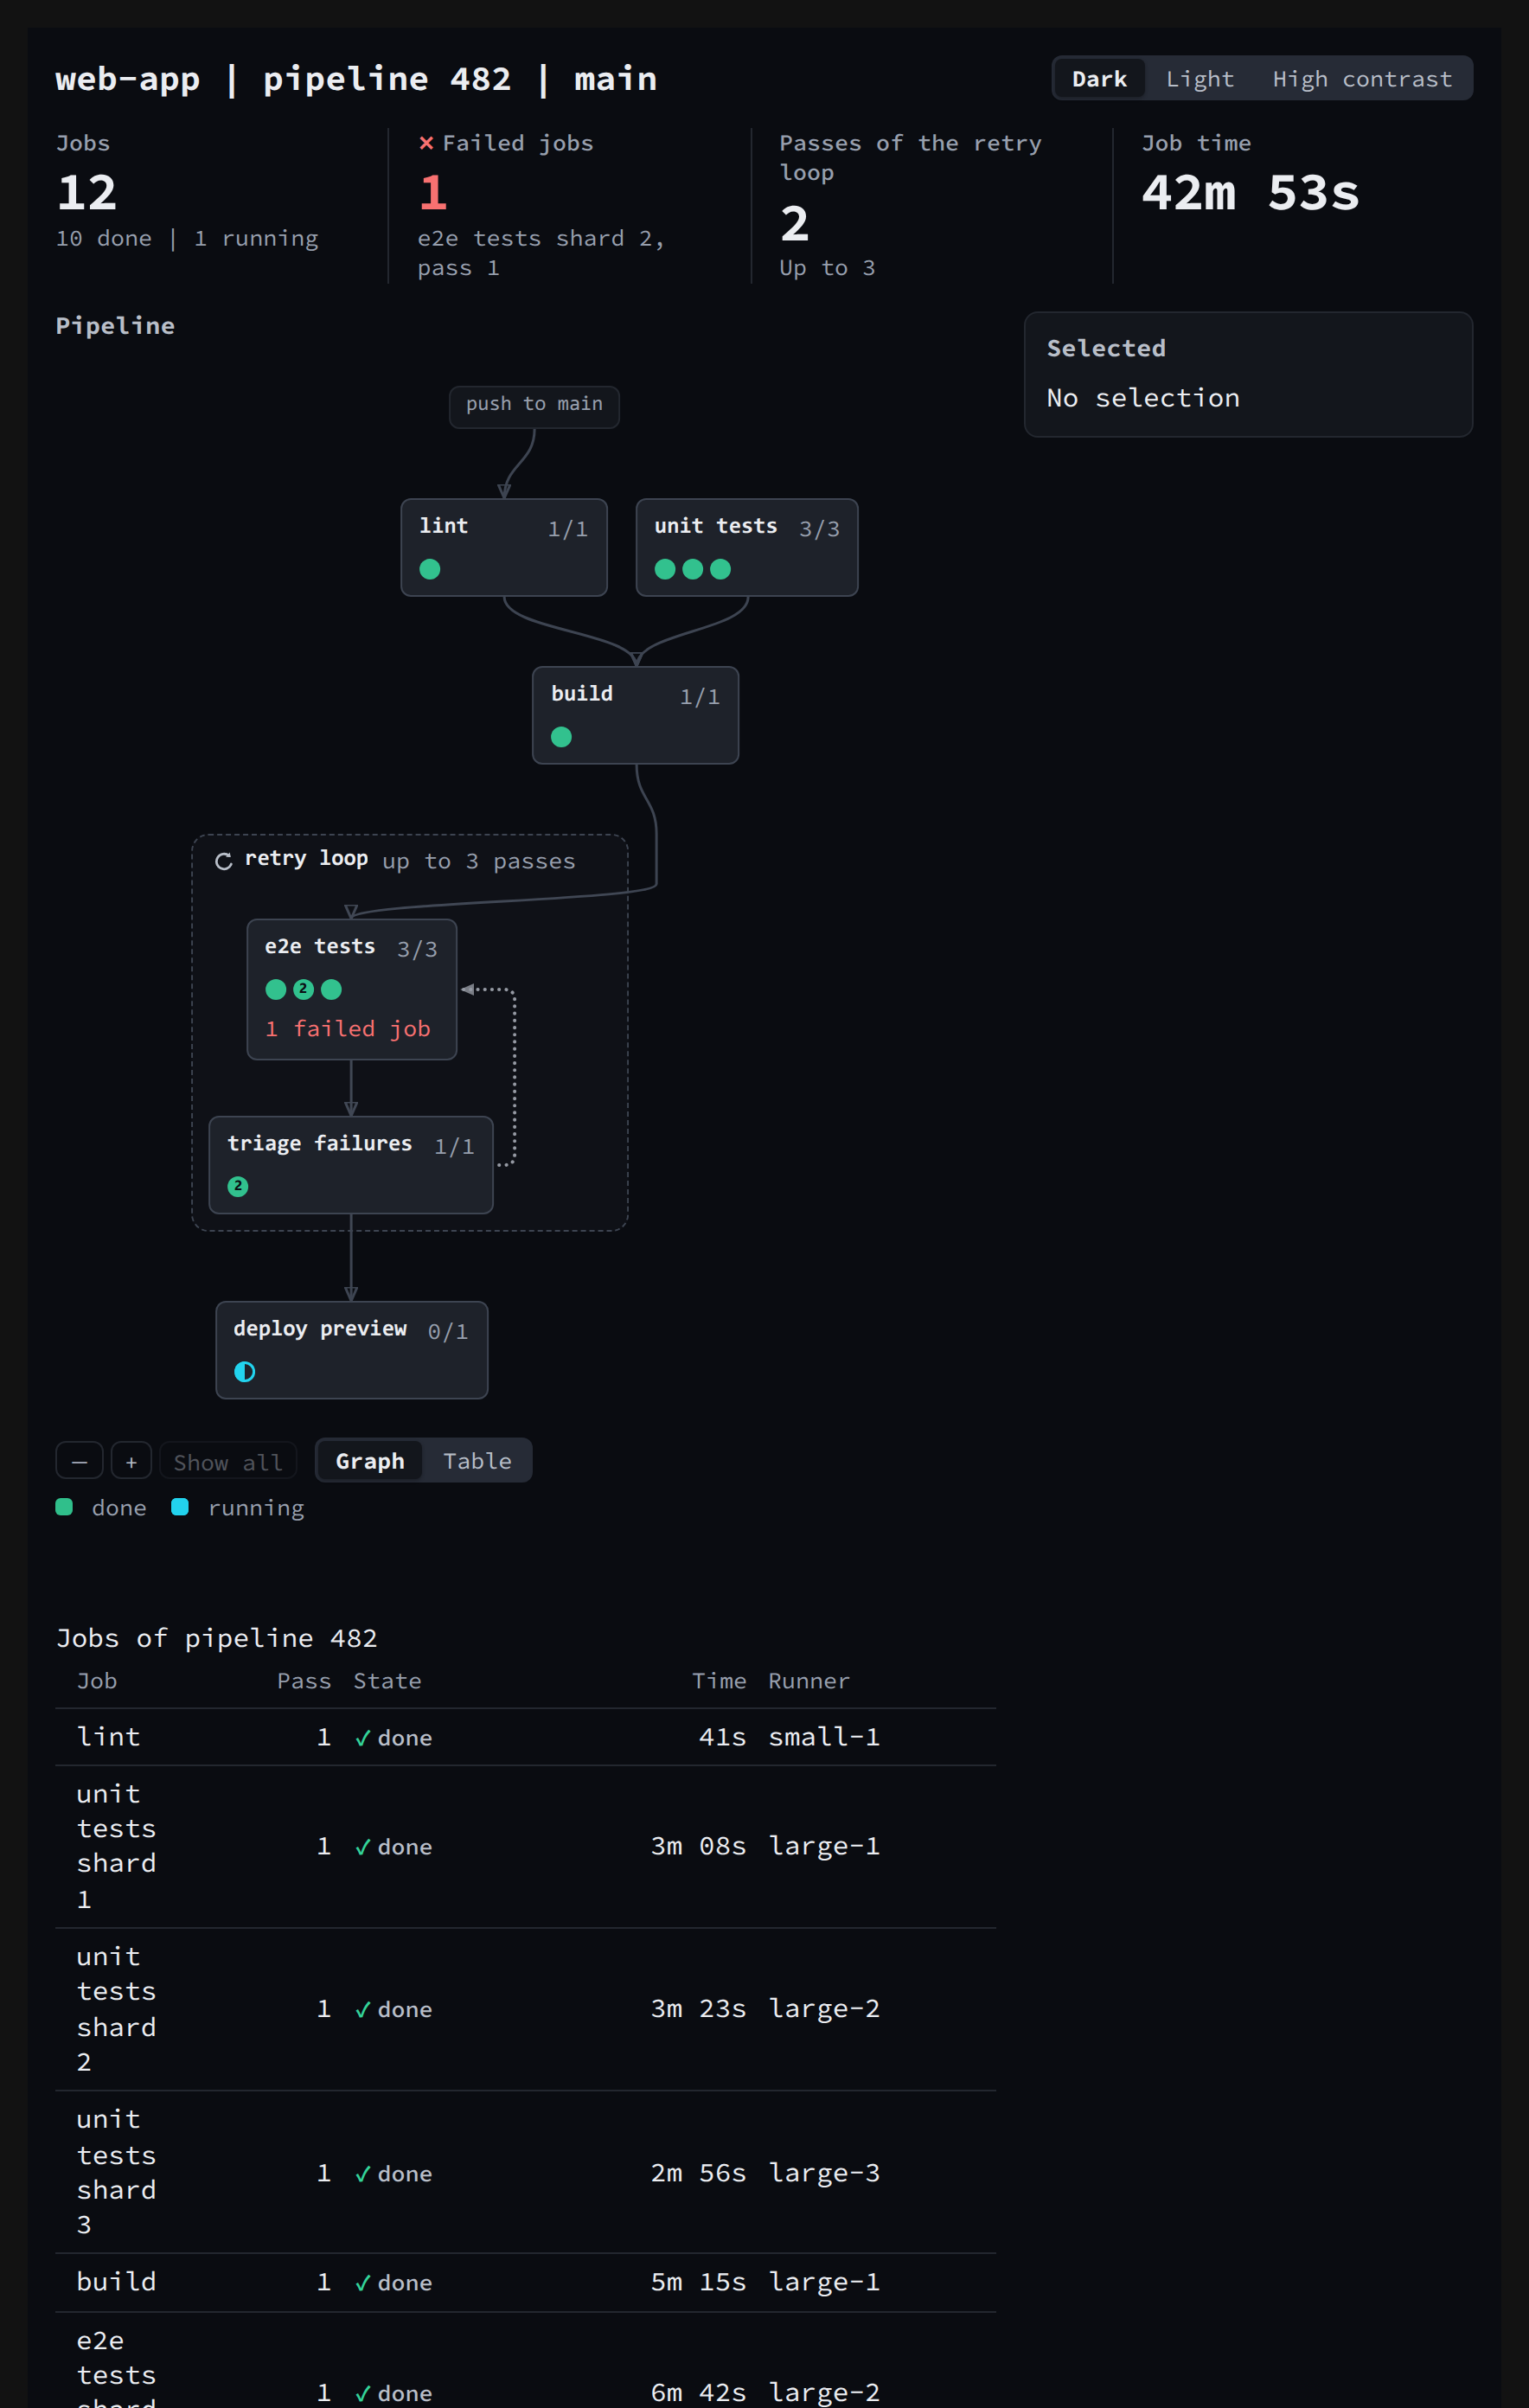 web-app | pipeline 482 | main
Dark Light High contrast
Jobs
12
10 done | 1 running
× Failed jobs
1
e2e tests shard 2,
pass 1
Passes of the retry
loop
2
Up to 3
Job time
42m 53s
Pipeline
Selected
No selection
push to main
lint 1/1
unit tests 3/3
build 1/1
retry loop up to 3 passes
e2e tests 3/3
2
1 failed job
triage failures 1/1
2
deploy preview 0/1
— + Show all Graph Table
done running
Jobs of pipeline 482
Job Pass State Time Runner
lint 1 ✓ done 41s small-1
unit
tests
shard
1
1 ✓ done 3m 08s large-1
unit
tests
shard
2
1 ✓ done 3m 23s large-2
unit
tests
shard
3
1 ✓ done 2m 56s large-3
build 1 ✓ done 5m 15s large-1
e2e
tests
1 ✓ done 6m 42s large-2